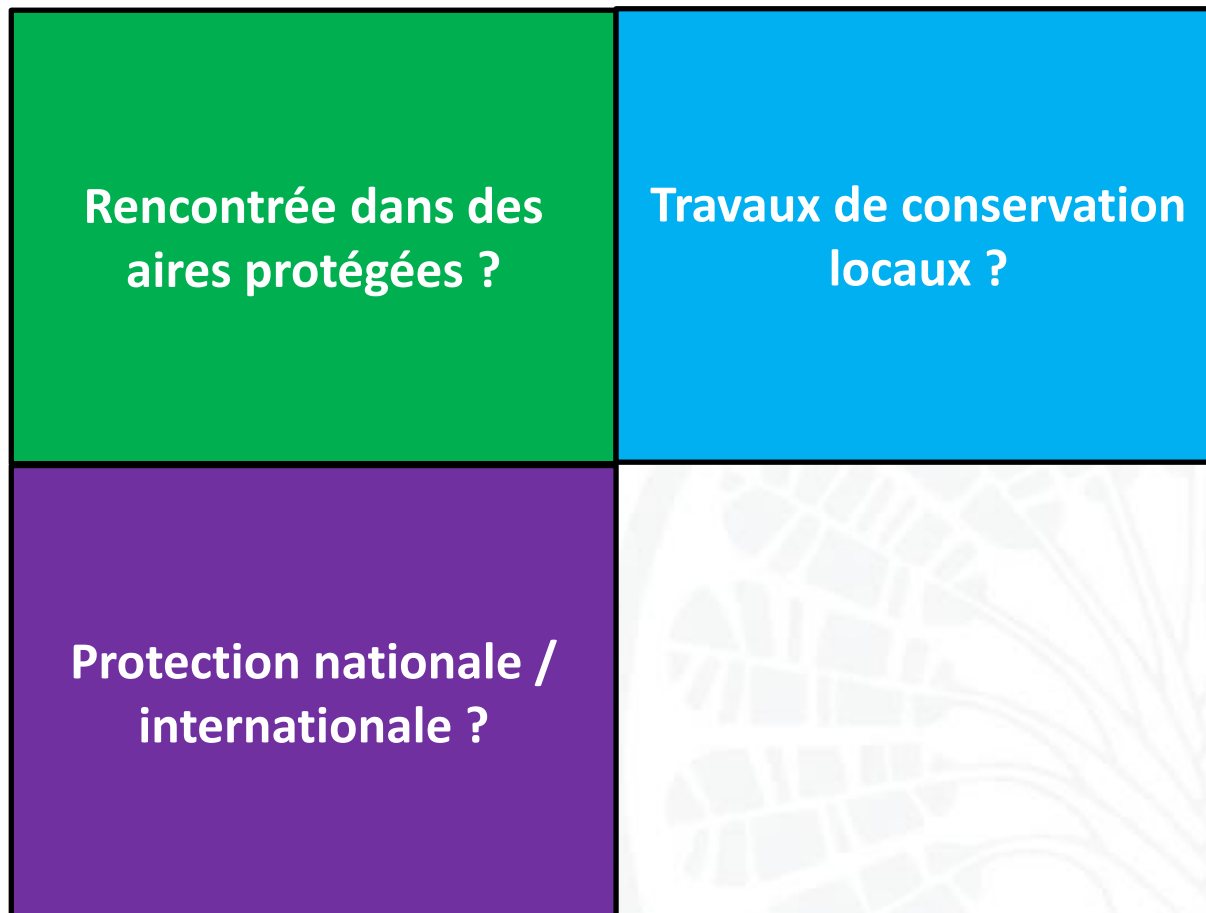 Rencontrée dans des
aires protégées ?
Travaux de conservation
locaux ?
Protection nationale /
internationale ?